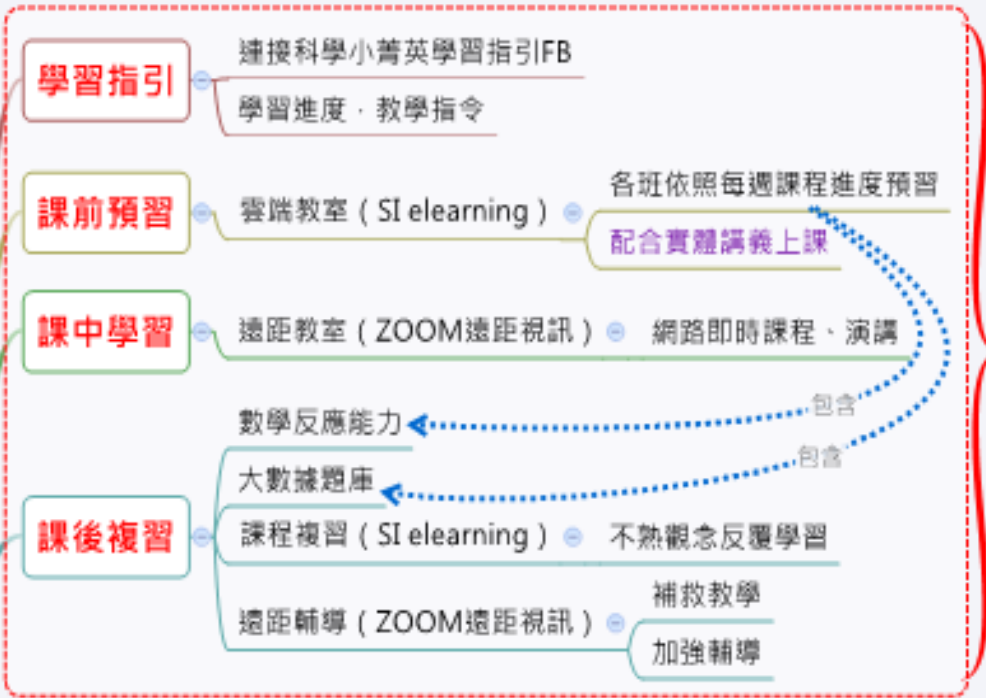 學習指引
連接科學小菁英學習指引FB
學習進度．教學指令
課前預習
雲端教室（SI elearning）
各班依照每週課程進度預習
配合實體講義上課
課中學習
遠距教室（ZOOM遠距視訊）
網路即時課程、演講
包含
包含
課後複習
數學反應能力
大數據題庫
課程複習（SI elearning）
不熟觀念反覆學習
遠距輔導（ZOOM遠距視訊）
補救教學
加強輔導